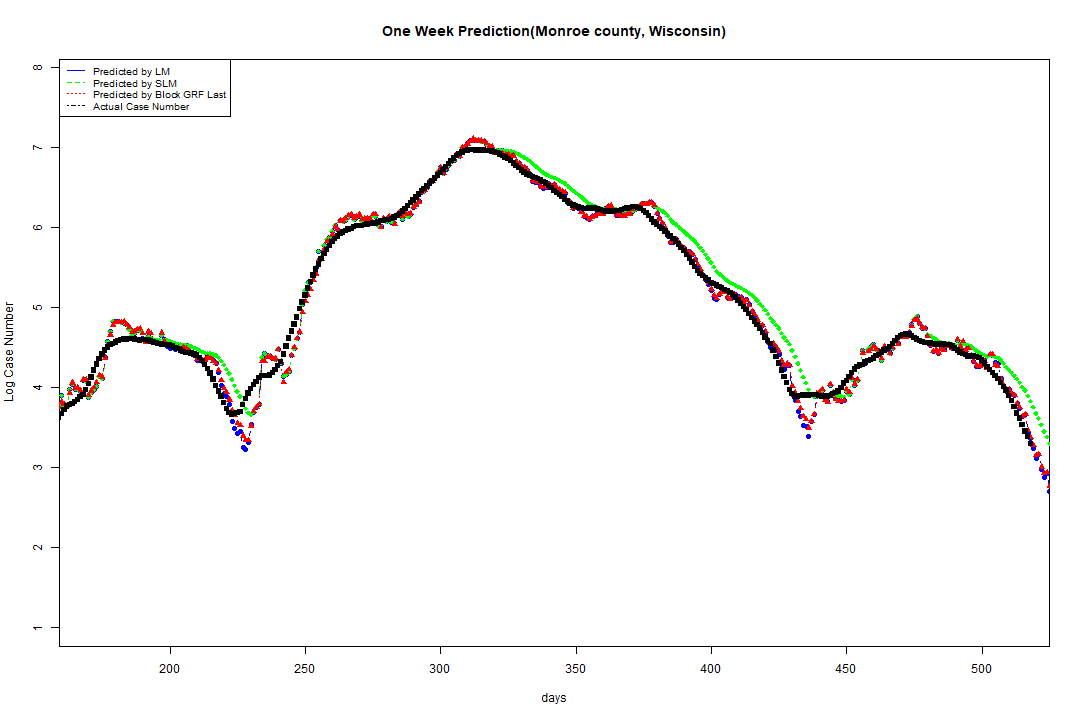 One Week Prediction(Monroe county, Wisconsin)
Predicted by LM
Predicted by SLM
Predicted by Block GRF Last
Actual Case Number
8
7
6
5
4
3
2
1
Log Case Number
200 250 300 350 400 450 500
days